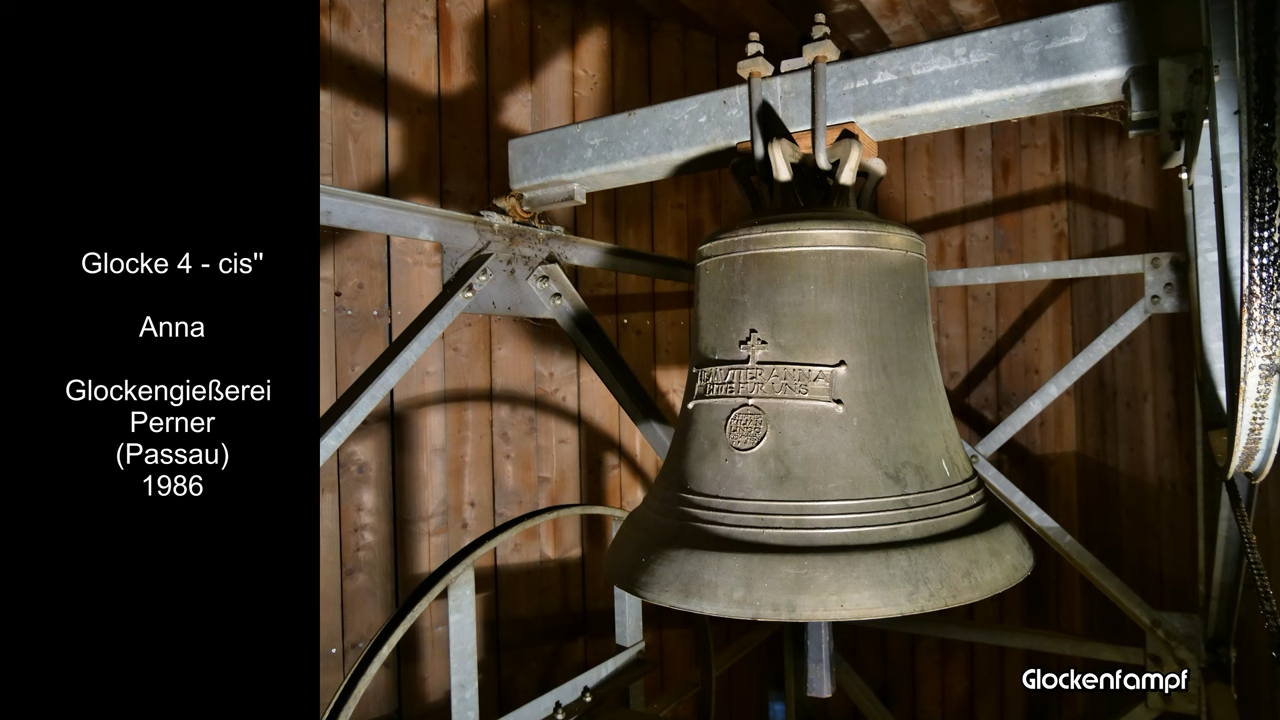 Glocke 4 - cis"
Anna
Glockengießerei
Perner
(Passau)
1986
MUTTER ANNA
BITTE FÜR UNS
Glockenfampf